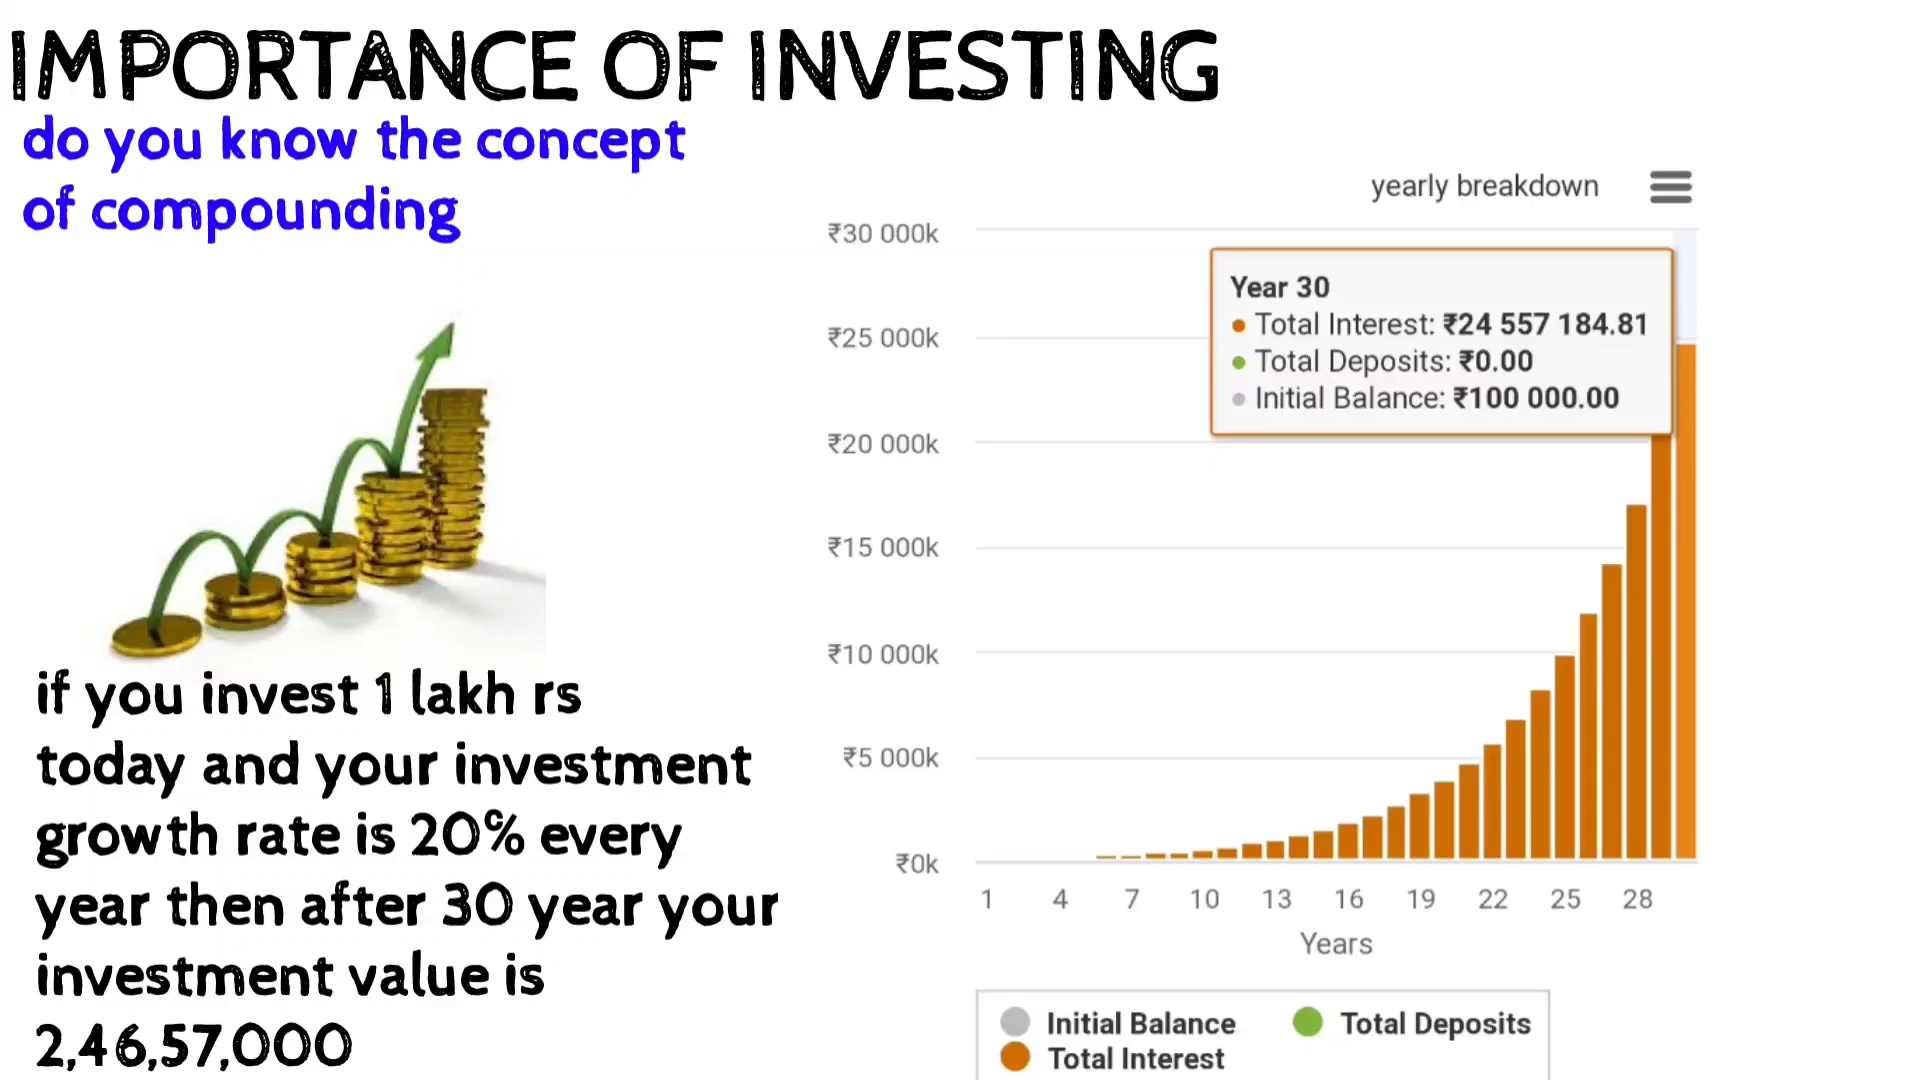 IMPORTANCE OF INVESTING
do you know the concept
of compounding
if you invest 1 lakh rs
today and your investment
growth rate is 20% every
year then after 30 year your
investment value is
2,46,57,000
yearly breakdown
₹30 000k
₹25 000k
₹20 000k
₹15 000k
₹10 000k
₹5 000k
₹0k
Year 30
Total Interest: ₹24 557 184.81
Total Deposits: ₹0.00
Initial Balance: ₹100 000.00
1 4 7 10 13 16 19 22 25 28
Years
Initial Balance Total Deposits
Total Interest